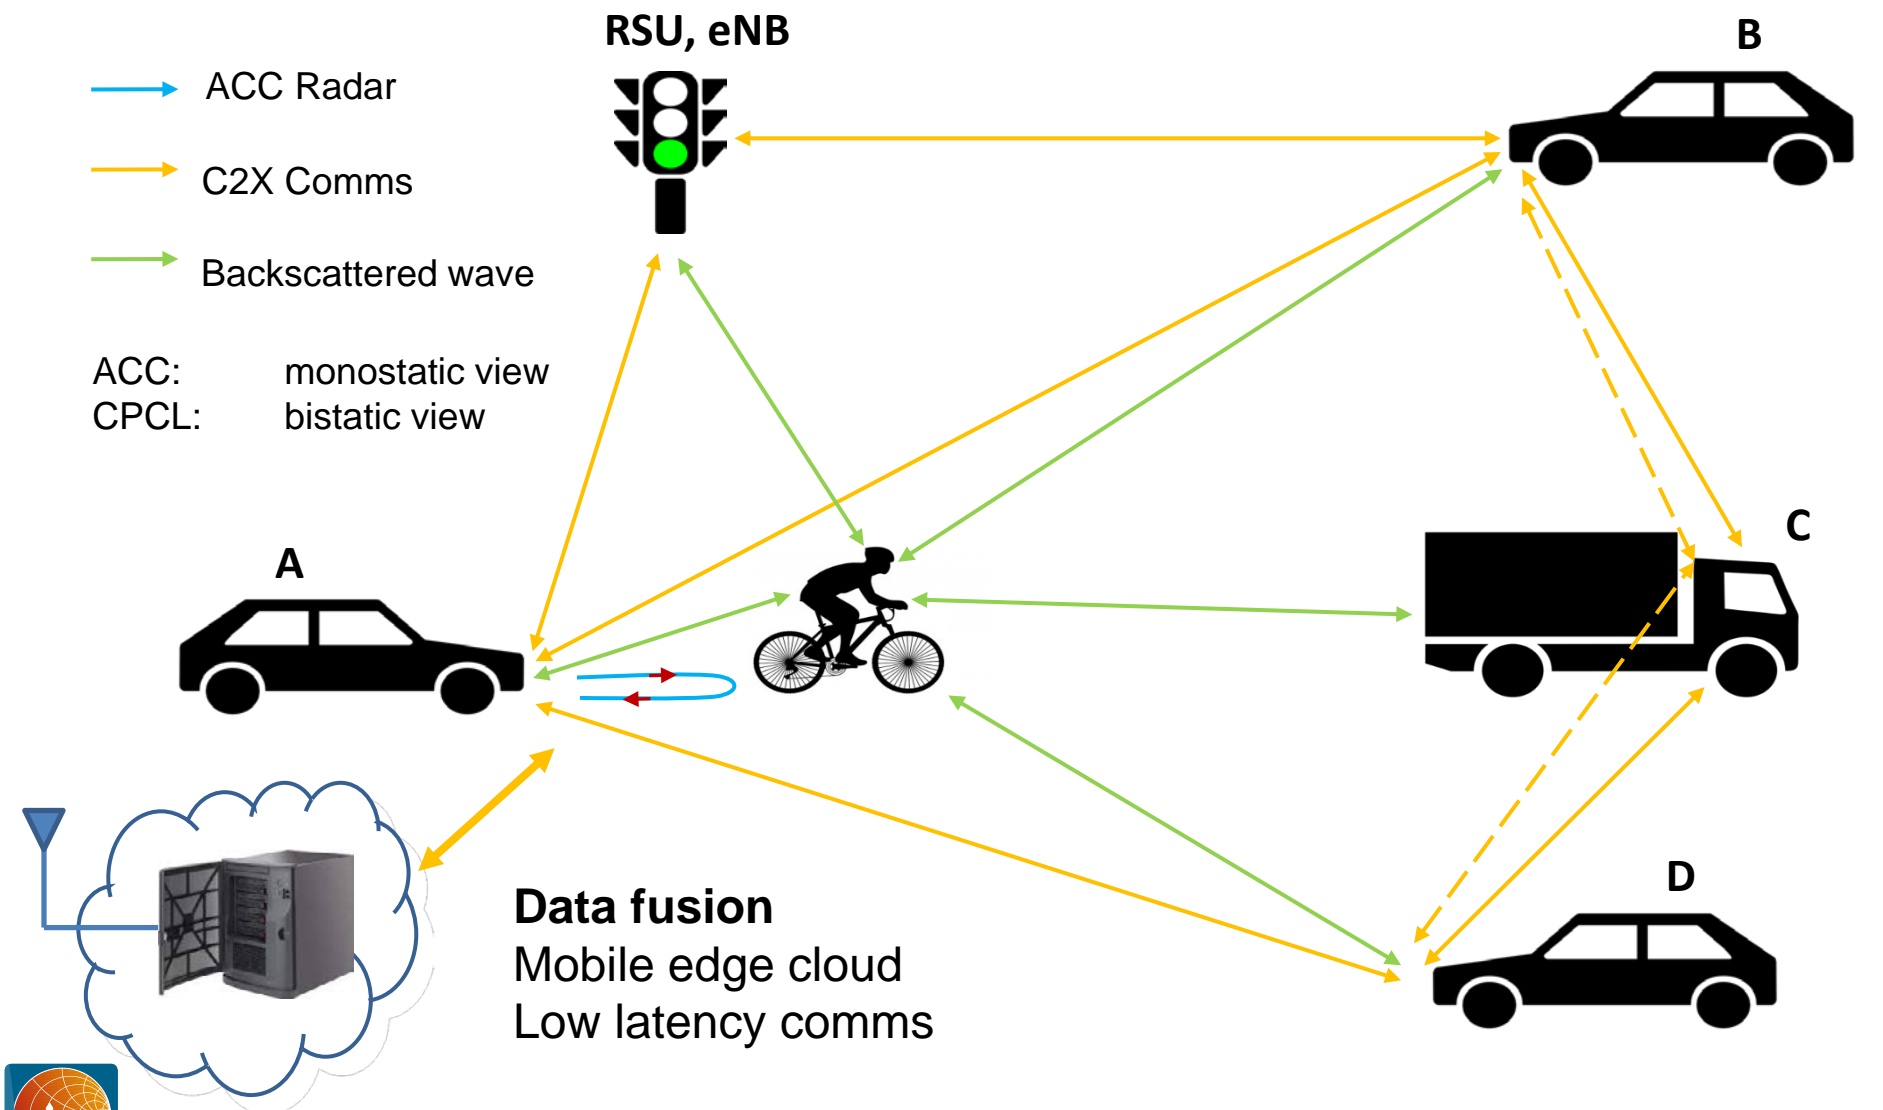 RSU, eNB
B
ACC Radar
C2X Comms
Backscattered wave
ACC: monostatic view
CPCL: bistatic view
C
A
D
Data fusion
Mobile edge cloud
Low latency comms